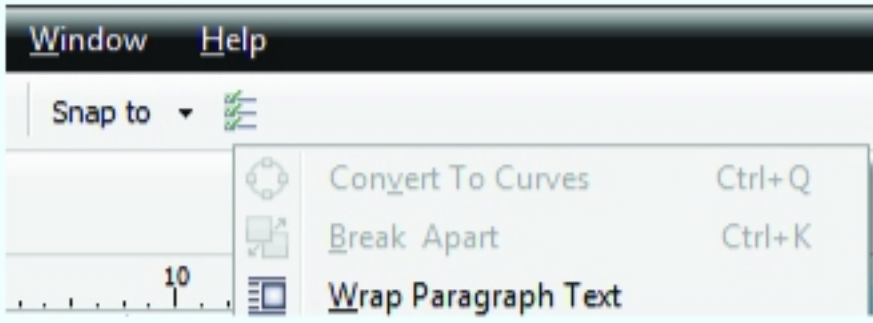 Window Help
Snap to
Convert To Curves Ctrl+Q
Break Apart Ctrl+K
10
Wrap Paragraph Text